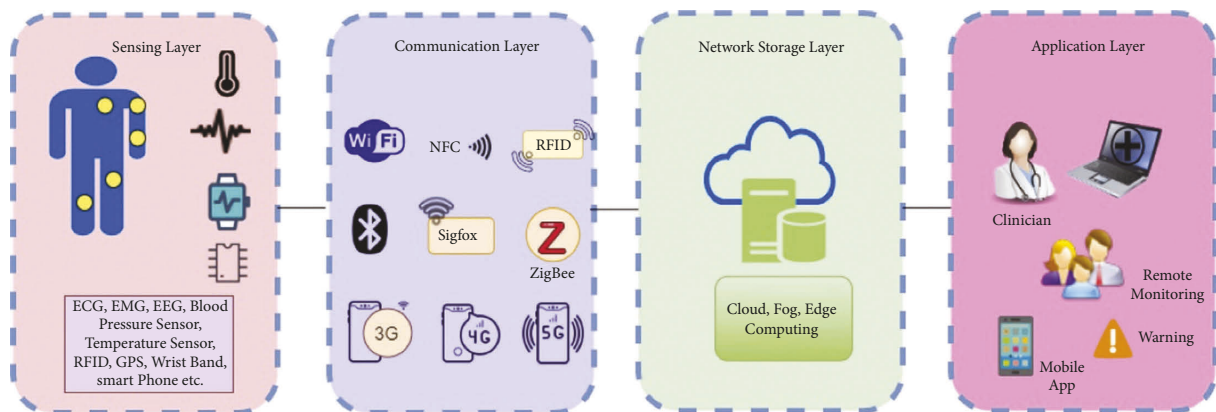 Sensing Layer
ECG, EMG, EEG, Blood
Pressure Sensor,
Temperature Sensor,
RFID, GPS, Wrist Band,
smart Phone etc.
Communication Layer
Wi Fi
NFC
RFID
Sigfox
Z
ZigBee
3G
4G
5G
Network Storage Layer
Cloud, Fog, Edge
Computing
Application Layer
Clinician
Remote
Monitoring
Mobile
App
Warning